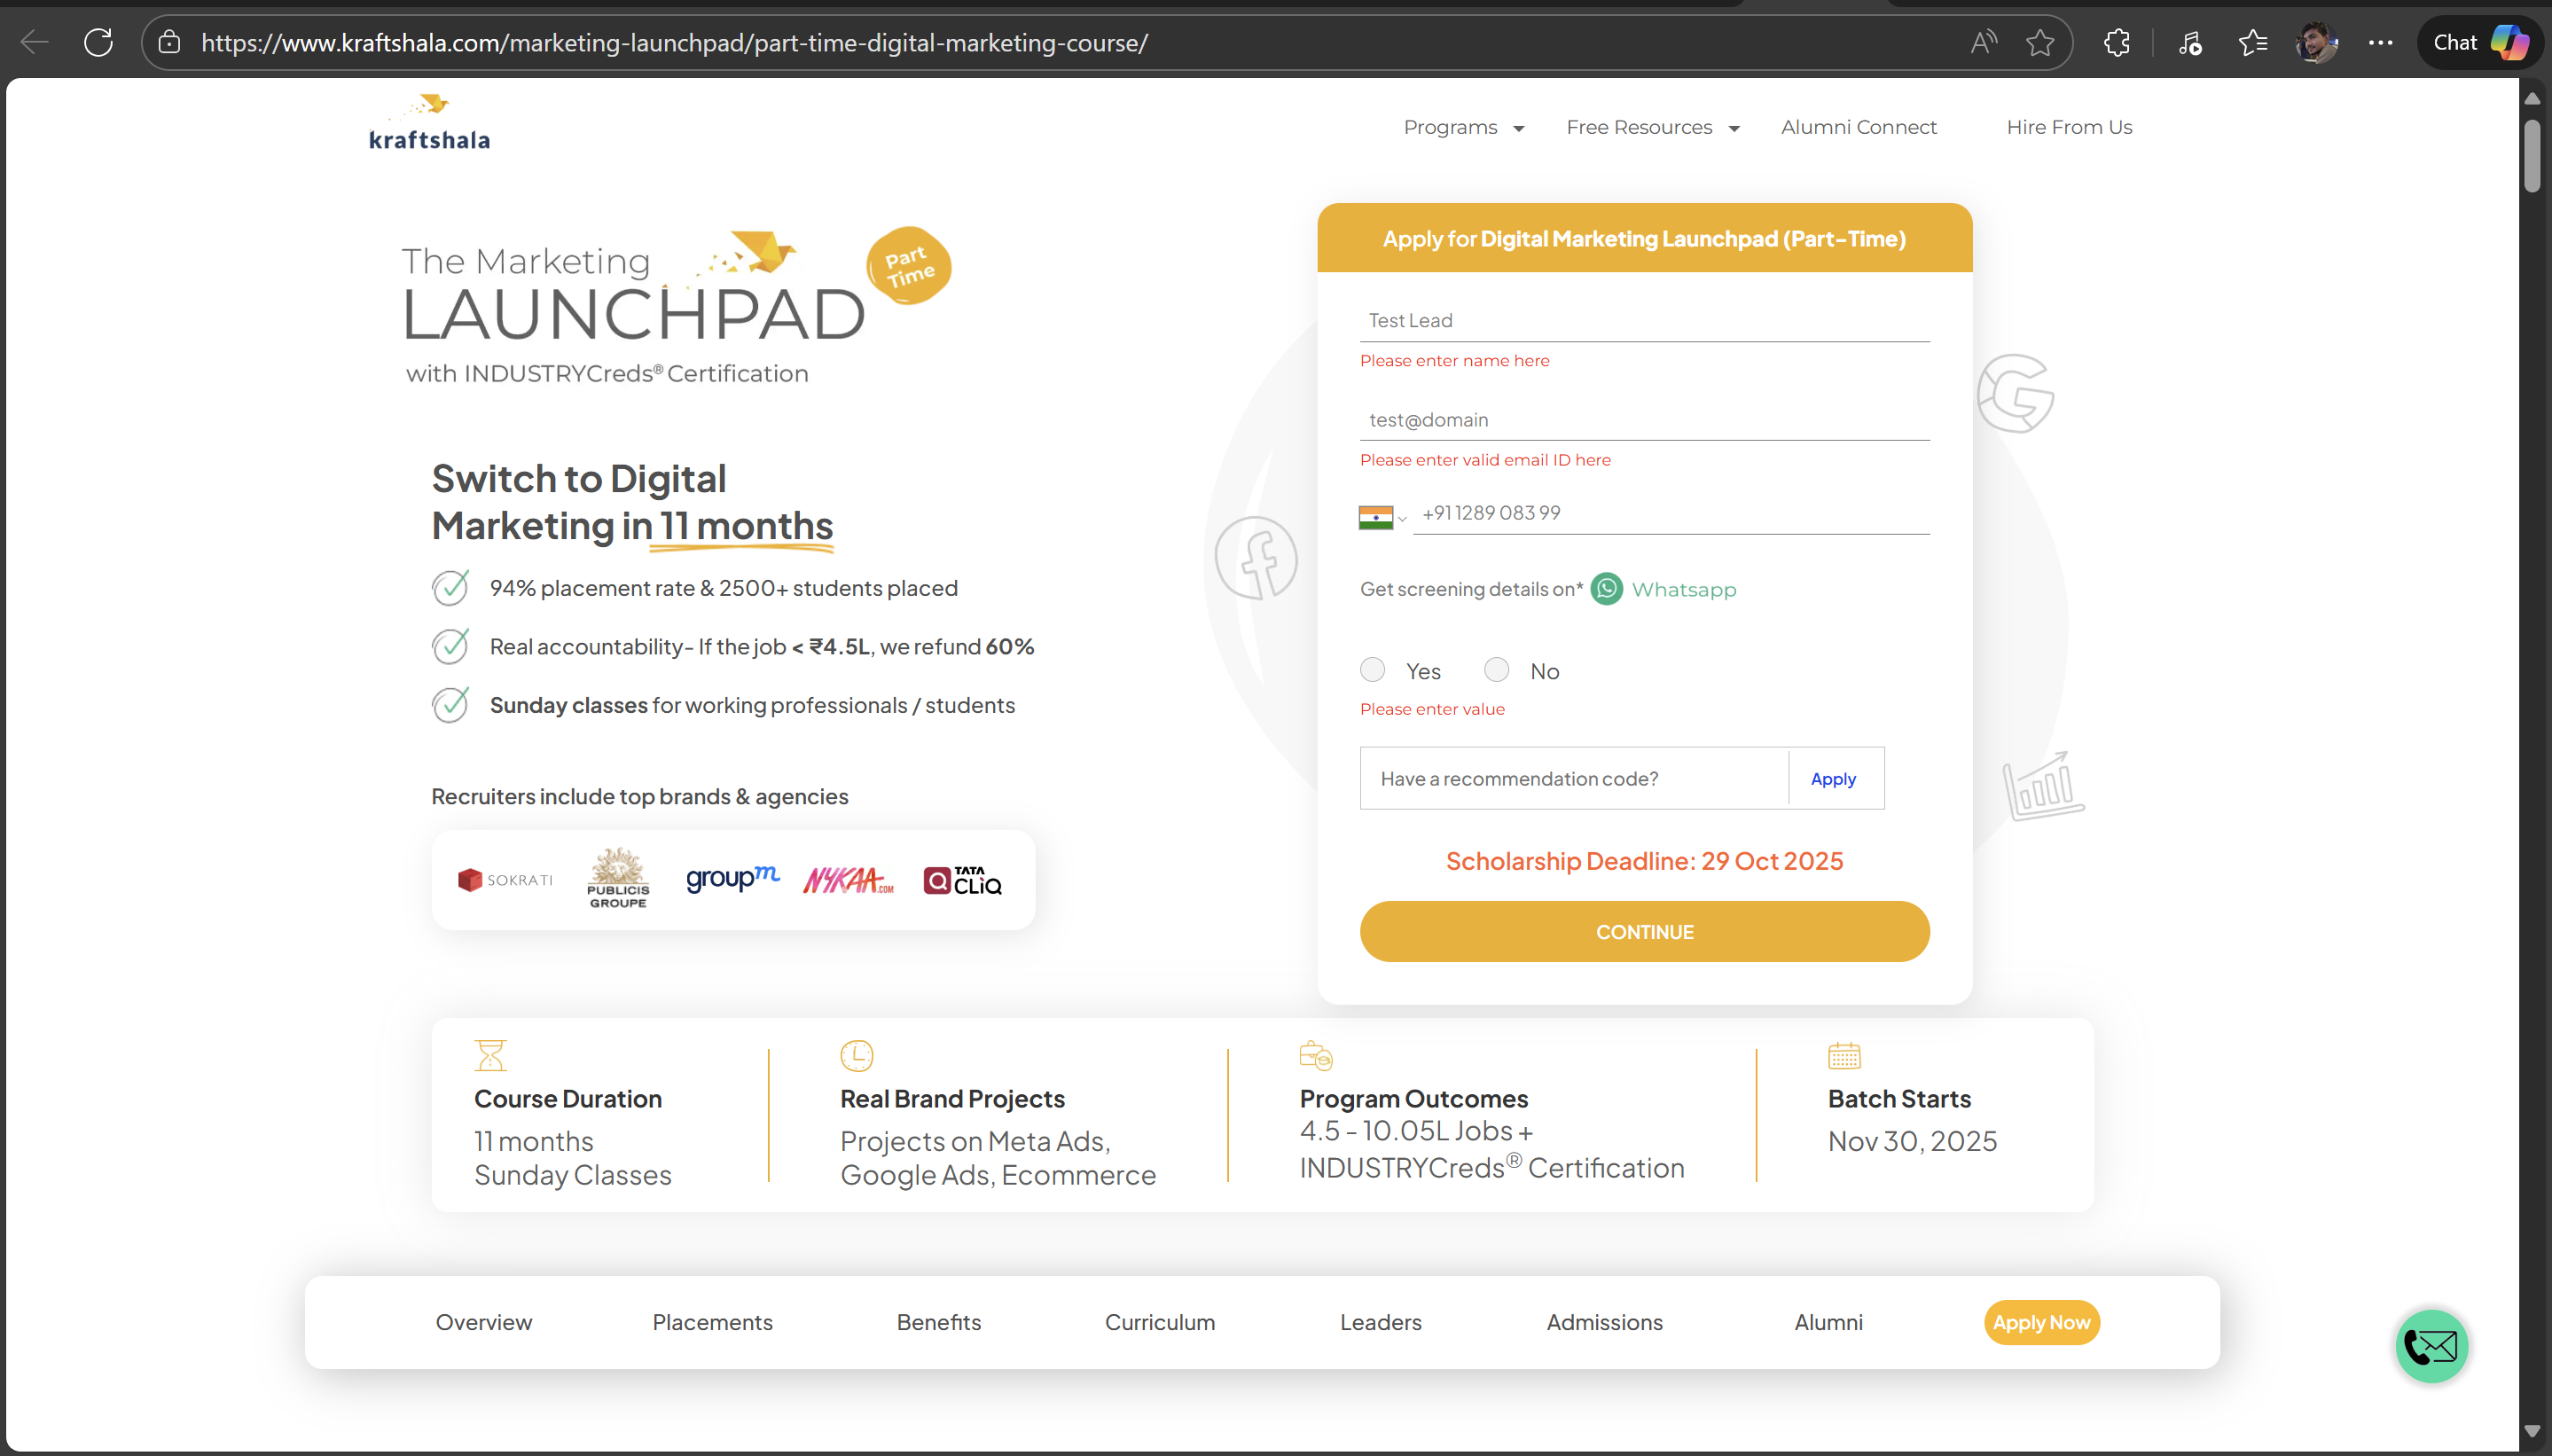 https://www.kraftshala.com/marketing-launchpad/part-time-digital-marketing-course/
Chat
kraftshala
Programs
Free Resources
Alumni Connect
Hire From Us
The Marketing
LAUNCHPAD
Part
Time
with INDUSTRYCreds® Certification
Switch to Digital
Marketing in 11 months
94% placement rate & 2500+ students placed
Real accountability- If the job < ₹4.5L, we refund 60%
Sunday classes for working professionals / students
Recruiters include top brands & agencies
SOKRATI
PUBLICIS
GROUPE
groupm
NYKAA.COM
TATA
CLiQ
Apply for Digital Marketing Launchpad (Part-Time)
Test Lead
Please enter name here
test@domain
Please enter valid email ID here
+91 1289 083 99
Get screening details on* Whatsapp
Yes
No
Please enter value
Have a recommendation code?
Apply
Scholarship Deadline: 29 Oct 2025
CONTINUE
Course Duration
11 months
Sunday Classes
Real Brand Projects
Projects on Meta Ads,
Google Ads, Ecommerce
Program Outcomes
4.5 - 10.05L Jobs +
INDUSTRYCreds® Certification
Batch Starts
Nov 30, 2025
Overview
Placements
Benefits
Curriculum
Leaders
Admissions
Alumni
Apply Now